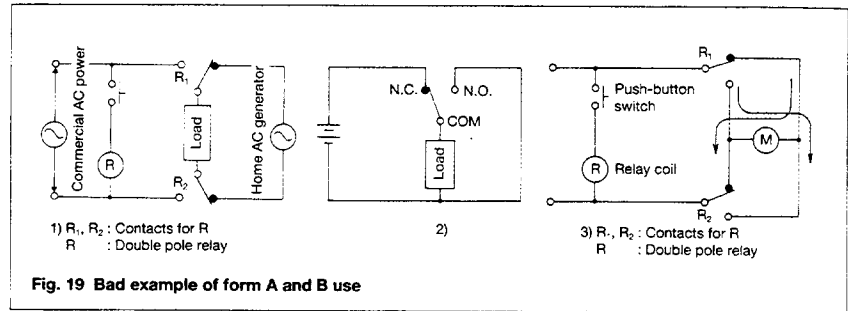 Commercial AC power
R
R₁
Load
R₂
Home AC generator
1) R₁, R₂ : Contacts for R
R : Double pole relay
N.C.
N.O.
COM
Load
2)
R₁
Push-button
switch
M
R
Relay coil
R₂
3) R., R₂ : Contacts for R
R : Double pole relay
Fig. 19 Bad example of form A and B use